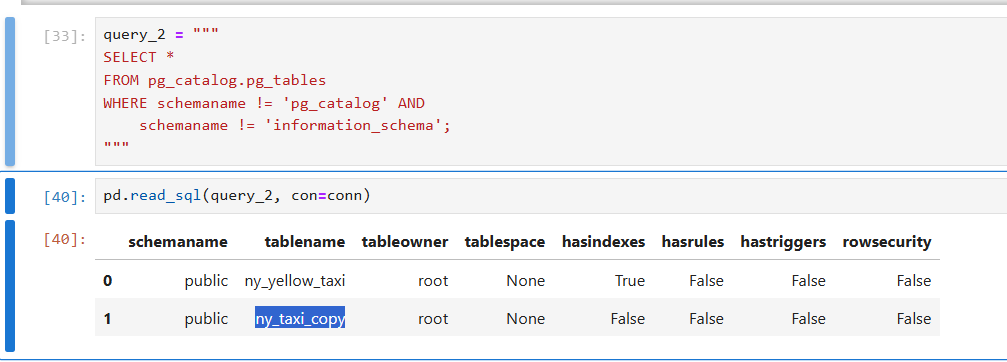 [33]: query_2 = """
SELECT *
FROM pg_catalog.pg_tables
WHERE schemaname != 'pg_catalog' AND
    schemaname != 'information_schema';
"""
[40]: pd.read_sql(query_2, con=conn)
[40]: schemaname tablename tableowner tablespace hasindexes hasrules hastriggers rowsecurity
0 public ny_yellow_taxi root None True False False False
1 public ny_taxi_copy root None False False False False